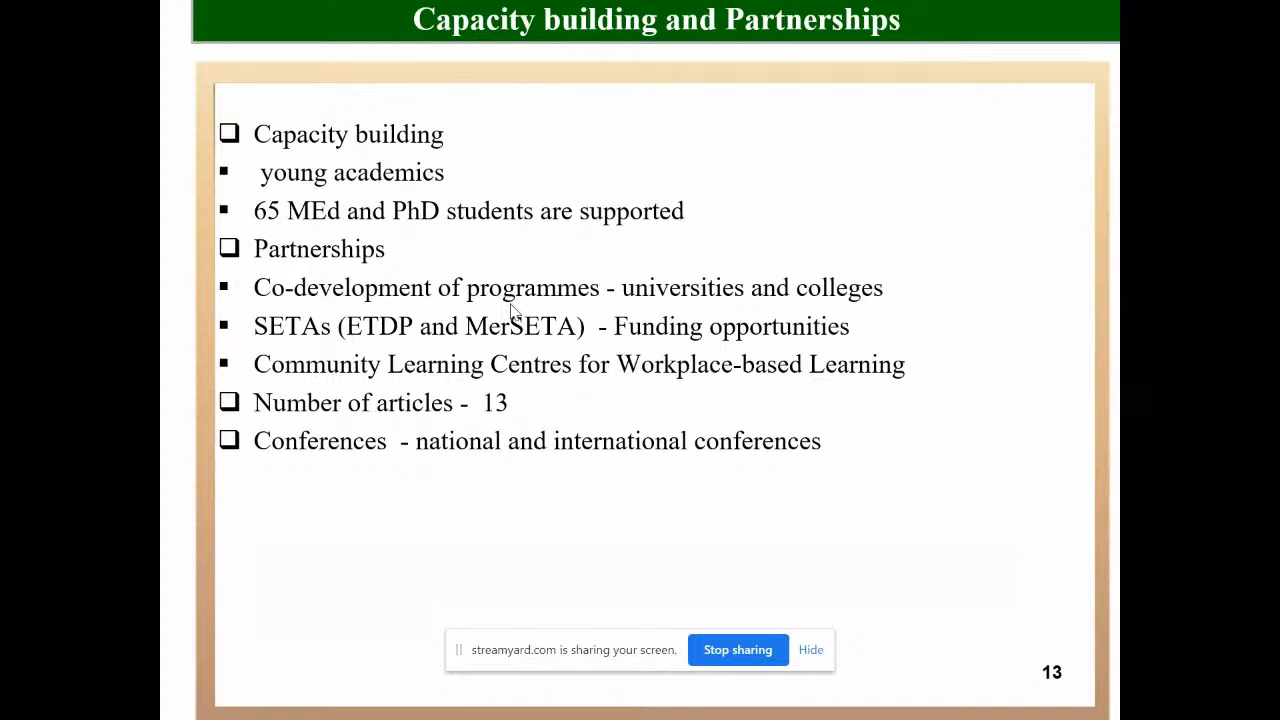 Capacity building and Partnerships
❑ Capacity building
▪ young academics
▪ 65 MEd and PhD students are supported
❑ Partnerships
▪ Co-development of programmes - universities and colleges
▪ SETAs (ETDP and MerSETA) - Funding opportunities
▪ Community Learning Centres for Workplace-based Learning
❑ Number of articles - 13
❑ Conferences - national and international conferences
streamyard.com is sharing your screen. Stop sharing Hide
13